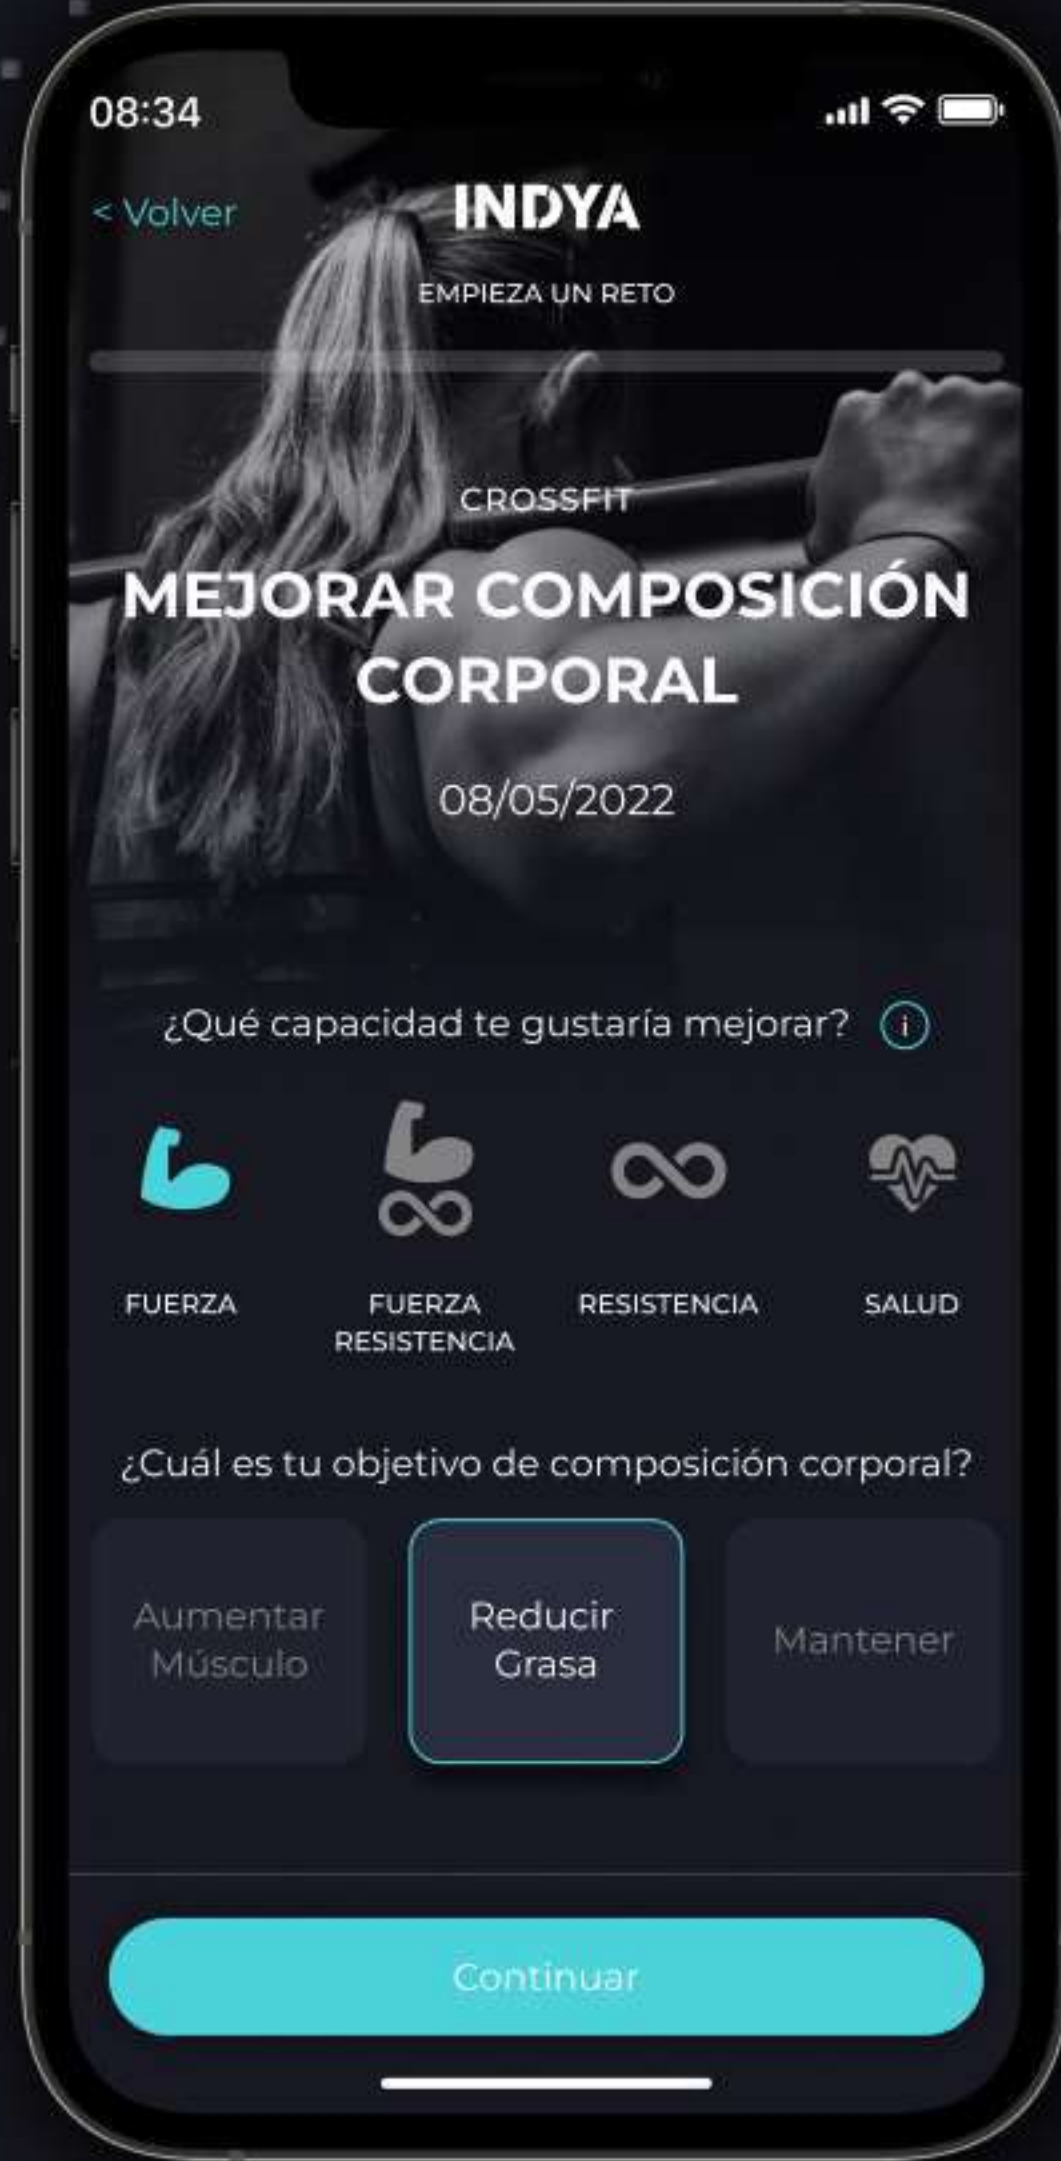 08:34
< Volver
INDYA
EMPIEZA UN RETO
CROSSFIT
MEJORAR COMPOSICIÓN
CORPORAL
08/05/2022
¿Qué capacidad te gustaría mejorar? i
FUERZA
FUERZA
RESISTENCIA
RESISTENCIA
SALUD
¿Cuál es tu objetivo de composición corporal?
Aumentar
Músculo
Reducir
Grasa
Mantener
Continuar